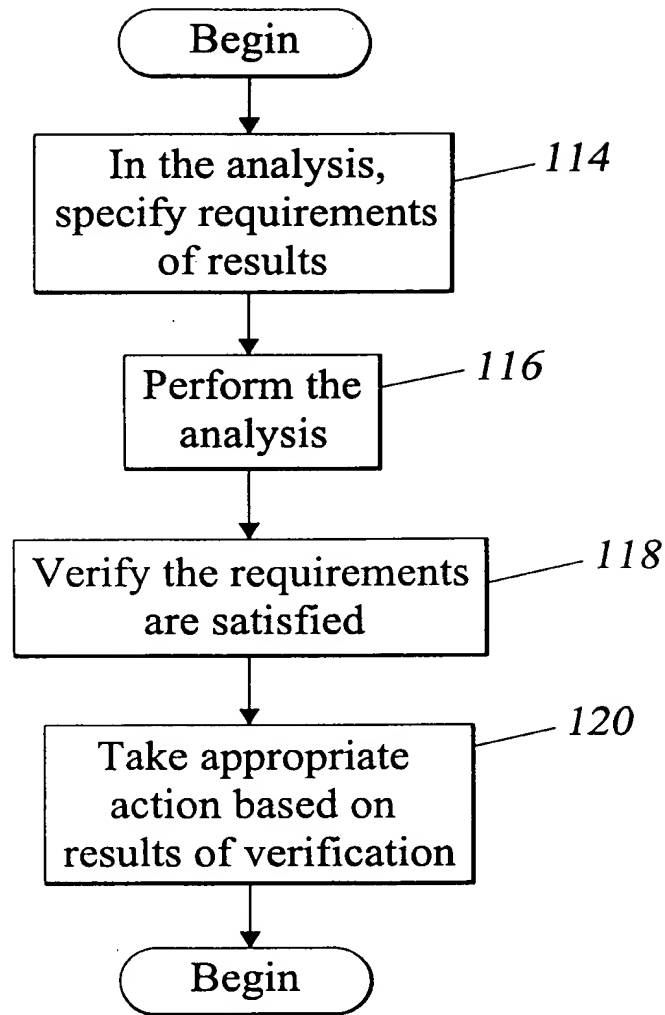 Begin
In the analysis,
specify requirements
of results
114
Perform the
analysis
116
Verify the requirements
are satisfied
118
Take appropriate
action based on
results of verification
120
Begin